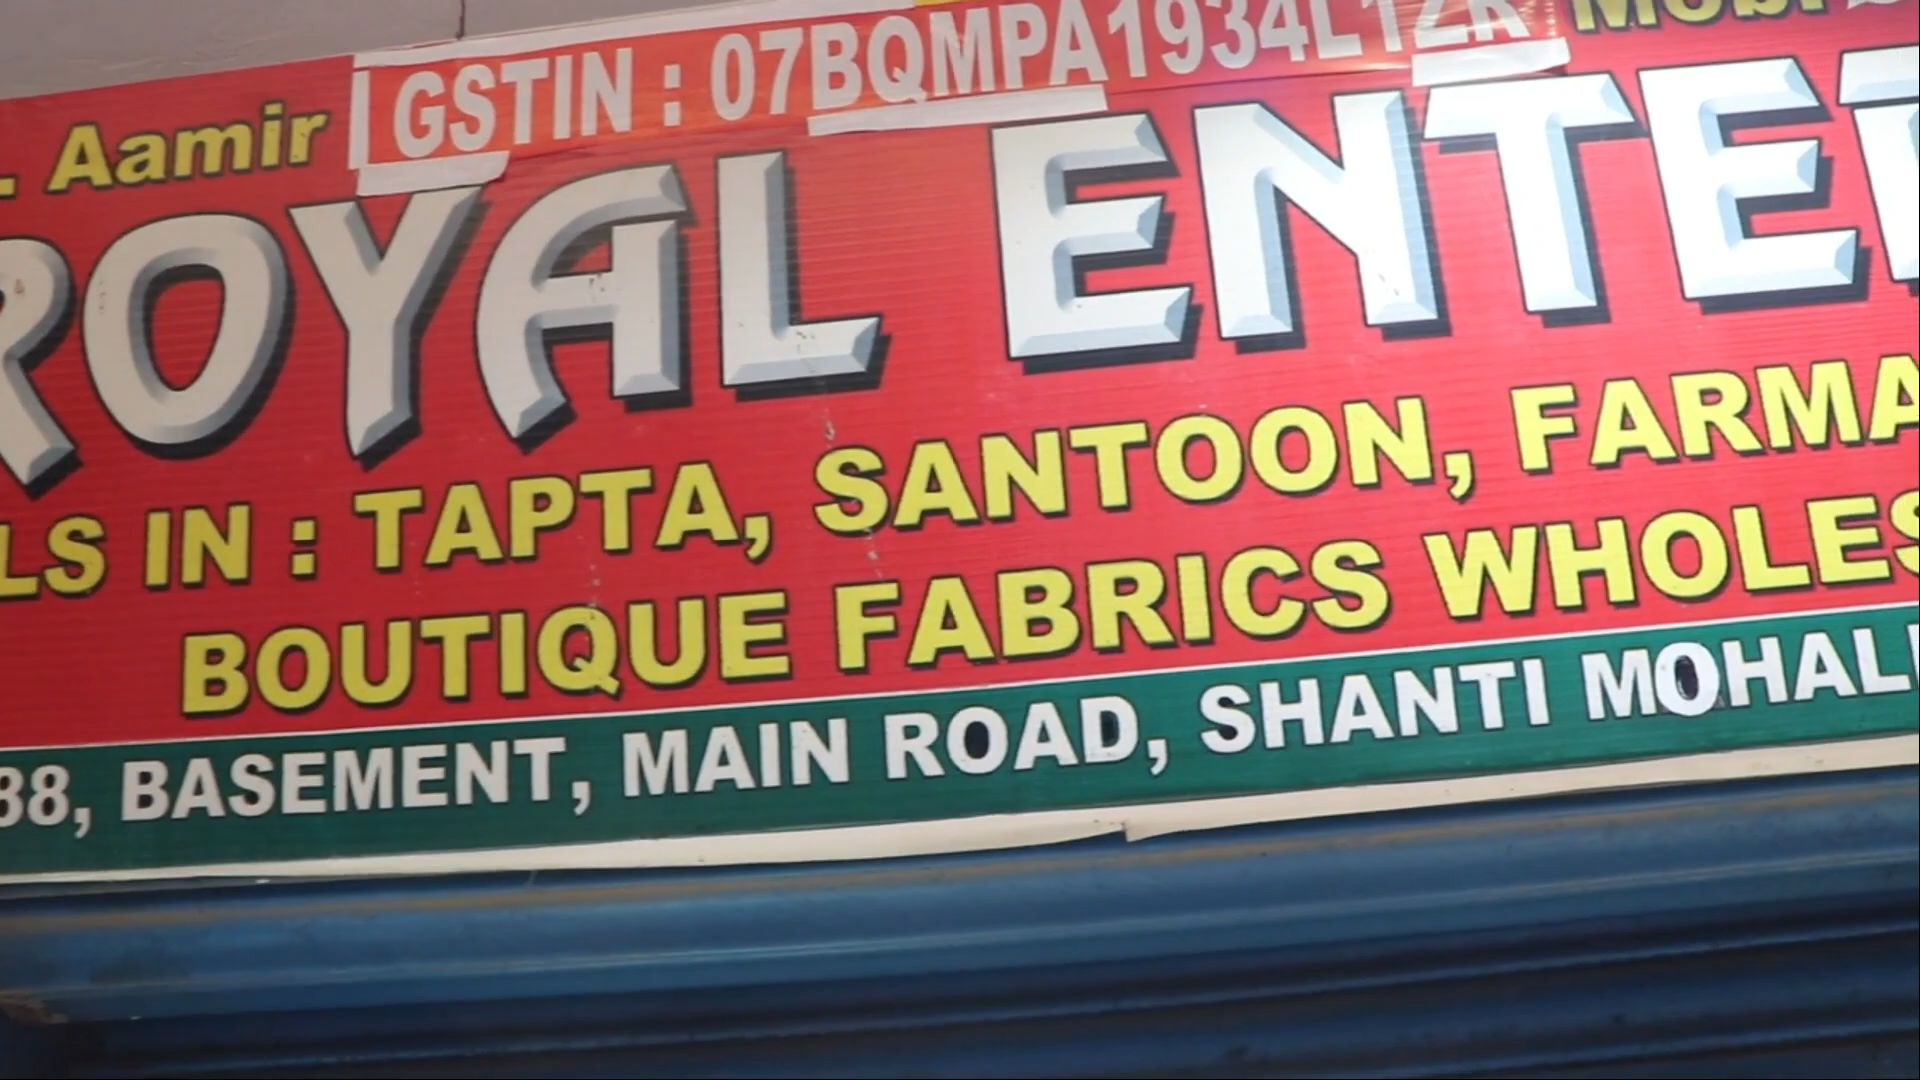 . Aamir GSTIN : 07BQMPA1934L1ZR Mob.
ROYAL ENTE
LS IN : TAPTA, SANTOON, FARMA
BOUTIQUE FABRICS WHOLES
38, BASEMENT, MAIN ROAD, SHANTI MOHAL